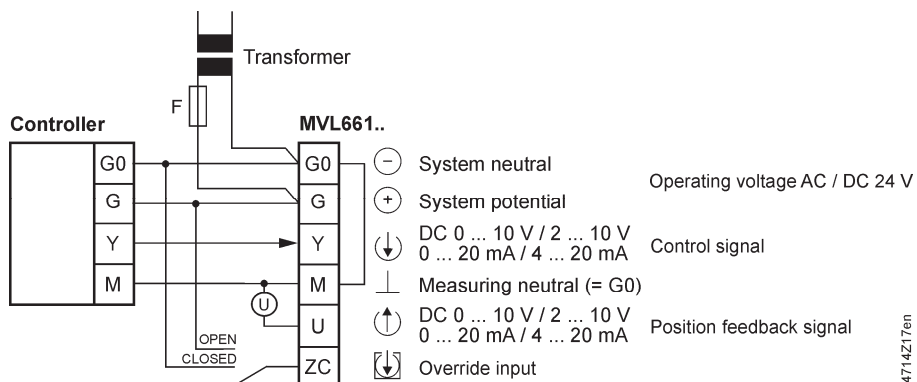 Transformer
F
Controller
MVL661..
G0 G0 System neutral
Operating voltage AC / DC 24 V
G G System potential
Y Y DC 0 ... 10 V / 2 ... 10 V
0 ... 20 mA / 4 ... 20 mA
Control signal
M M Measuring neutral (= G0)
U U DC 0 ... 10 V / 2 ... 10 V
0 ... 20 mA / 4 ... 20 mA
Position feedback signal
OPEN
CLOSED
ZC Override input
4714Z17en